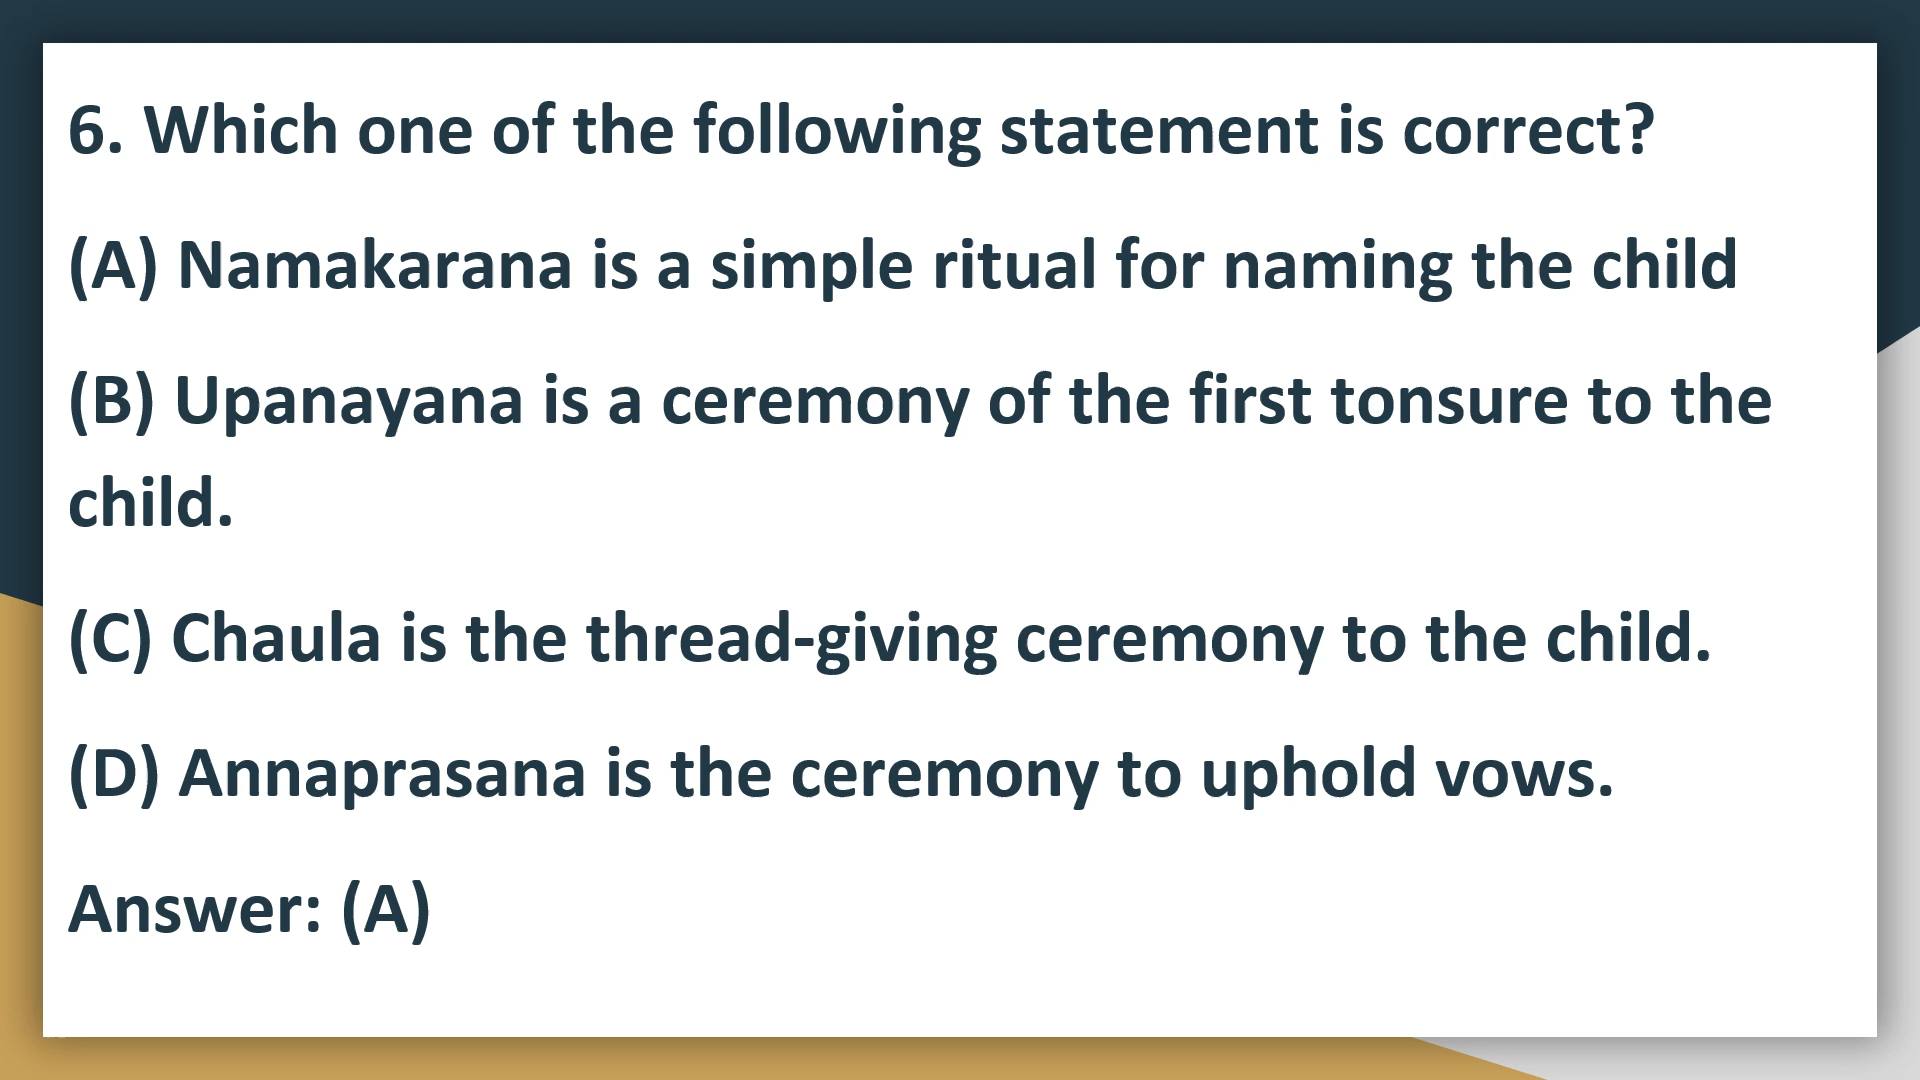 6. Which one of the following statement is correct?
(A) Namakarana is a simple ritual for naming the child
(B) Upanayana is a ceremony of the first tonsure to the
child.
(C) Chaula is the thread-giving ceremony to the child.
(D) Annaprasana is the ceremony to uphold vows.
Answer: (A)